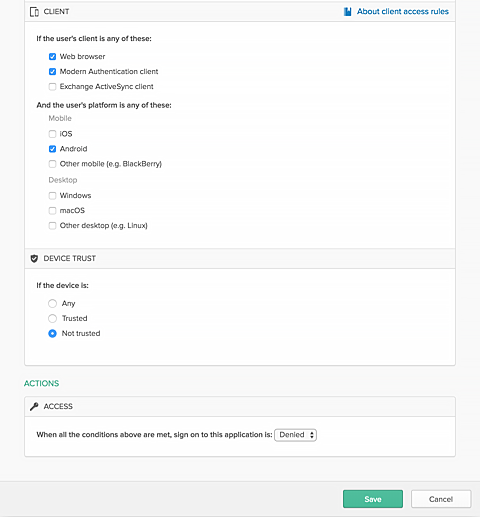 CLIENT
About client access rules
If the user's client is any of these:
Web browser
Modern Authentication client
Exchange ActiveSync client
And the user's platform is any of these:
Mobile
iOS
Android
Other mobile (e.g. BlackBerry)
Desktop
Windows
macOS
Other desktop (e.g. Linux)
DEVICE TRUST
If the device is:
Any
Trusted
Not trusted
ACTIONS
ACCESS
When all the conditions above are met, sign on to this application is: Denied
Save Cancel